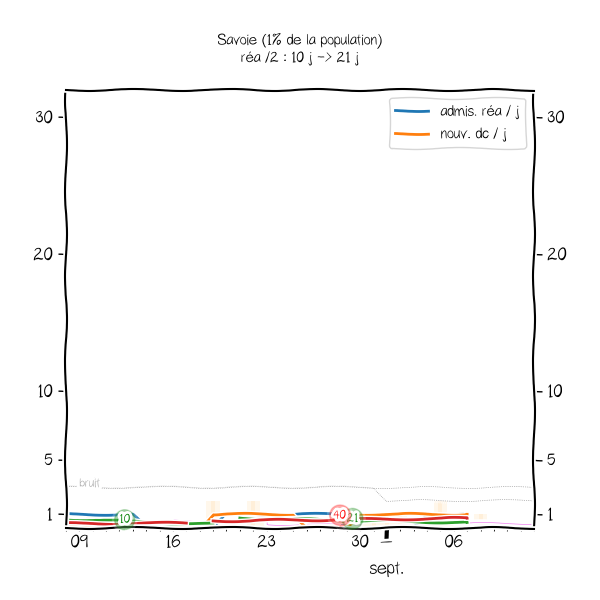 Savoie (1% de la population)
réa /2 : 10 j -> 21 j
admis. réa / j
nouv. dc / j
30 30
20 20
10 10
5 5
bruit
1 10 40 21 1
09 16 23 30 06
sept.